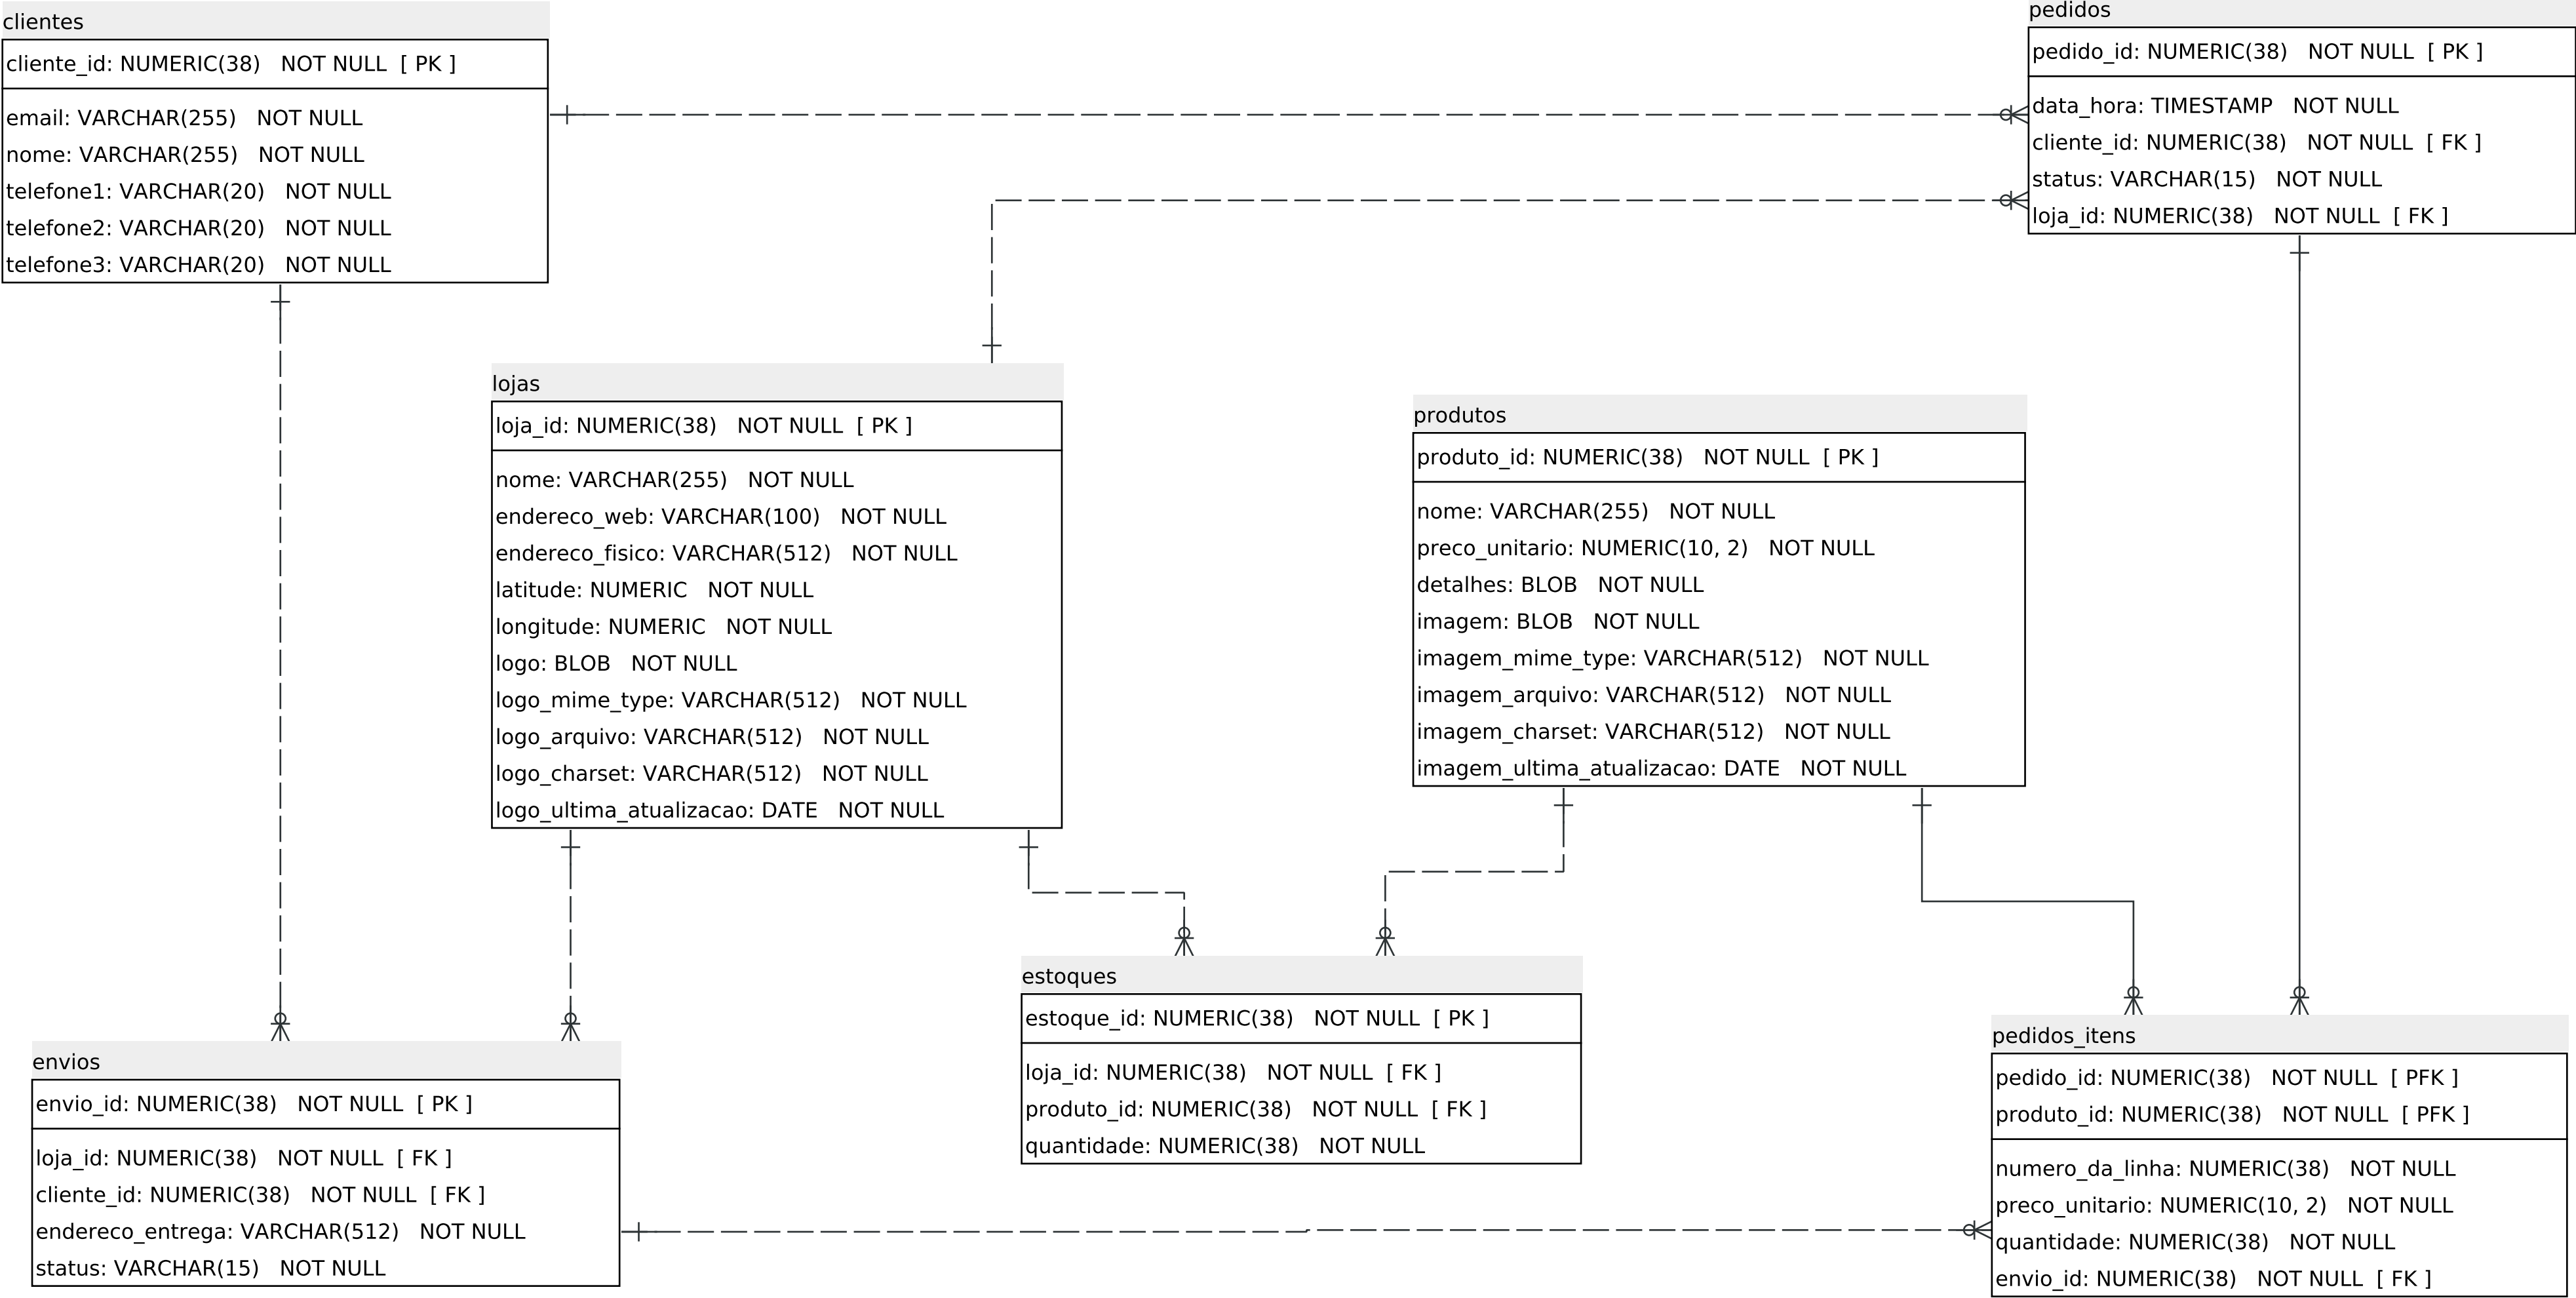 clientes
cliente_id: NUMERIC(38) NOT NULL [ PK ]
email: VARCHAR(255) NOT NULL
nome: VARCHAR(255) NOT NULL
telefone1: VARCHAR(20) NOT NULL
telefone2: VARCHAR(20) NOT NULL
telefone3: VARCHAR(20) NOT NULL
pedidos
pedido_id: NUMERIC(38) NOT NULL [ PK ]
data_hora: TIMESTAMP NOT NULL
cliente_id: NUMERIC(38) NOT NULL [ FK ]
status: VARCHAR(15) NOT NULL
loja_id: NUMERIC(38) NOT NULL [ FK ]
lojas
loja_id: NUMERIC(38) NOT NULL [ PK ]
nome: VARCHAR(255) NOT NULL
endereco_web: VARCHAR(100) NOT NULL
endereco_fisico: VARCHAR(512) NOT NULL
latitude: NUMERIC NOT NULL
longitude: NUMERIC NOT NULL
logo: BLOB NOT NULL
logo_mime_type: VARCHAR(512) NOT NULL
logo_arquivo: VARCHAR(512) NOT NULL
logo_charset: VARCHAR(512) NOT NULL
logo_ultima_atualizacao: DATE NOT NULL
produtos
produto_id: NUMERIC(38) NOT NULL [ PK ]
nome: VARCHAR(255) NOT NULL
preco_unitario: NUMERIC(10, 2) NOT NULL
detalhes: BLOB NOT NULL
imagem: BLOB NOT NULL
imagem_mime_type: VARCHAR(512) NOT NULL
imagem_arquivo: VARCHAR(512) NOT NULL
imagem_charset: VARCHAR(512) NOT NULL
imagem_ultima_atualizacao: DATE NOT NULL
envios
envio_id: NUMERIC(38) NOT NULL [ PK ]
loja_id: NUMERIC(38) NOT NULL [ FK ]
cliente_id: NUMERIC(38) NOT NULL [ FK ]
endereco_entrega: VARCHAR(512) NOT NULL
status: VARCHAR(15) NOT NULL
estoques
estoque_id: NUMERIC(38) NOT NULL [ PK ]
loja_id: NUMERIC(38) NOT NULL [ FK ]
produto_id: NUMERIC(38) NOT NULL [ FK ]
quantidade: NUMERIC(38) NOT NULL
pedidos_itens
pedido_id: NUMERIC(38) NOT NULL [ PFK ]
produto_id: NUMERIC(38) NOT NULL [ PFK ]
numero_da_linha: NUMERIC(38) NOT NULL
preco_unitario: NUMERIC(10, 2) NOT NULL
quantidade: NUMERIC(38) NOT NULL
envio_id: NUMERIC(38) NOT NULL [ FK ]